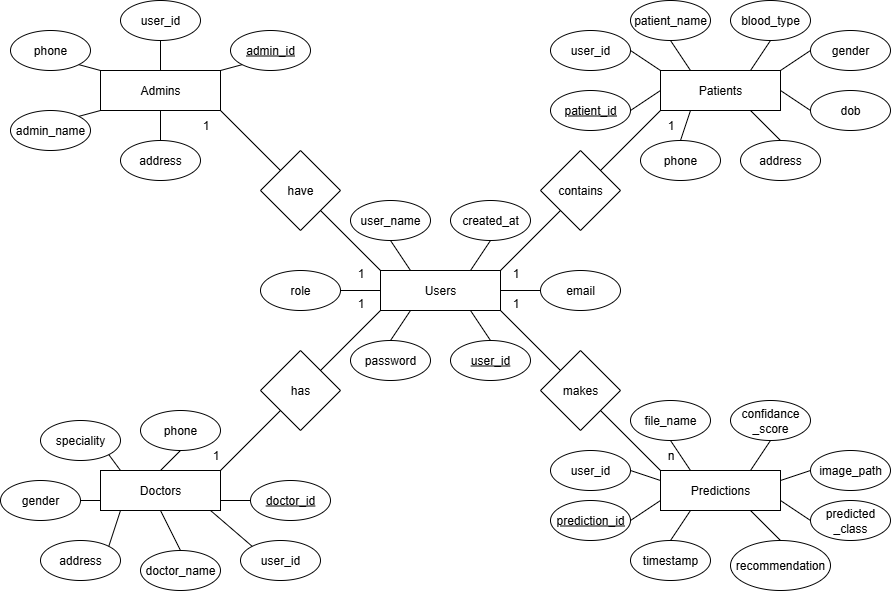 user_id
phone
admin_id
Admins
admin_name
address
1
have
patient_name
blood_type
user_id
gender
Patients
patient_id
dob
1
phone
address
contains
user_name
created_at
1
1
role
Users
email
1
1
password
user_id
has
makes
speciality
phone
1
gender
Doctors
doctor_id
address
doctor_name
user_id
file_name
confidance
_score
n
user_id
image_path
Predictions
prediction_id
predicted
_class
timestamp
recommendation